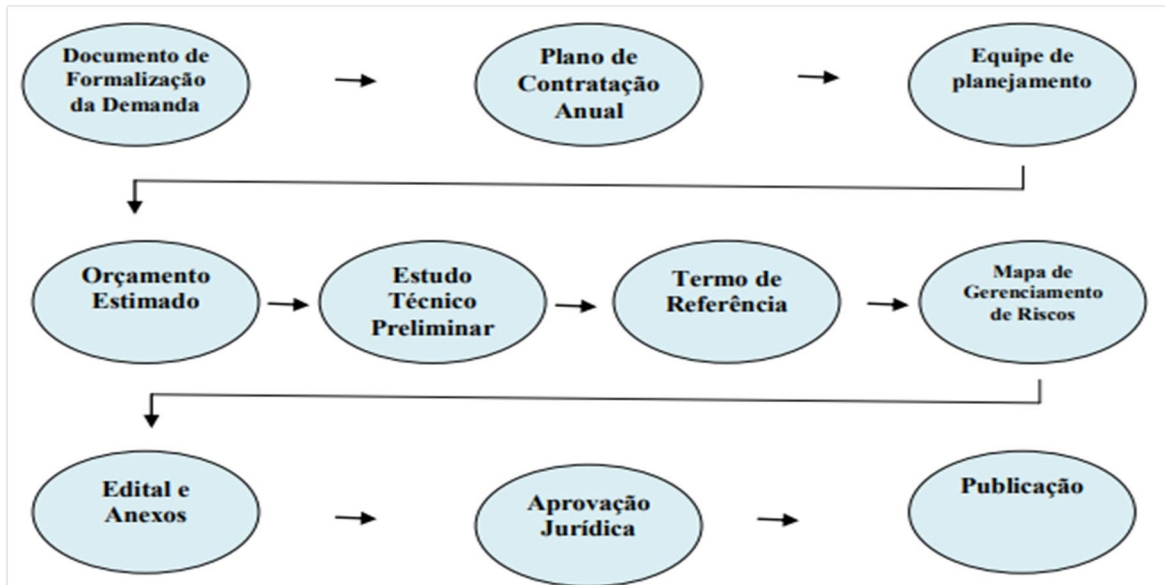 Documento de
Formalização
da Demanda
Plano de
Contratação
Anual
Equipe de
planejamento
Orçamento
Estimado
Estudo
Técnico
Preliminar
Termo de
Referência
Mapa de
Gerenciamento
de Riscos
Edital e
Anexos
Aprovação
Jurídica
Publicação